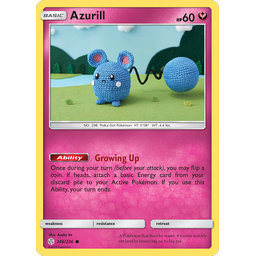 BASIC Azurill HP60
NO. 298 Polka Dot Pokémon HT: 0'08" WT: 4.4 lbs.
Ability Growing Up
Once during your turn (before your attack), you may flip a
coin. If heads, attach a basic Energy card from your
discard pile to your Active Pokémon. If you use this
Ability, your turn ends.
weakness resistance retreat
146/236